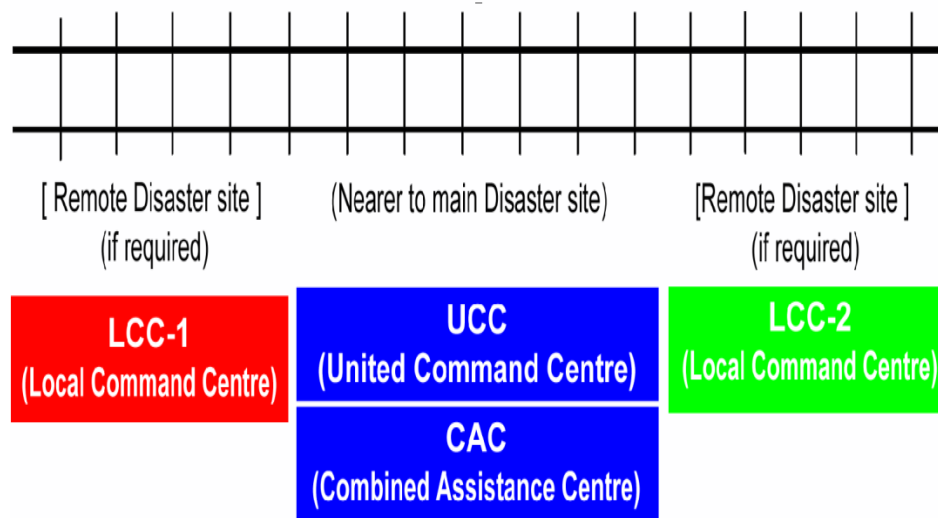 [ Remote Disaster site ]
(if required)
(Nearer to main Disaster site)
[Remote Disaster site ]
(if required)
LCC-1
(Local Command Centre)
UCC
(United Command Centre)
LCC-2
(Local Command Centre)
CAC
(Combined Assistance Centre)